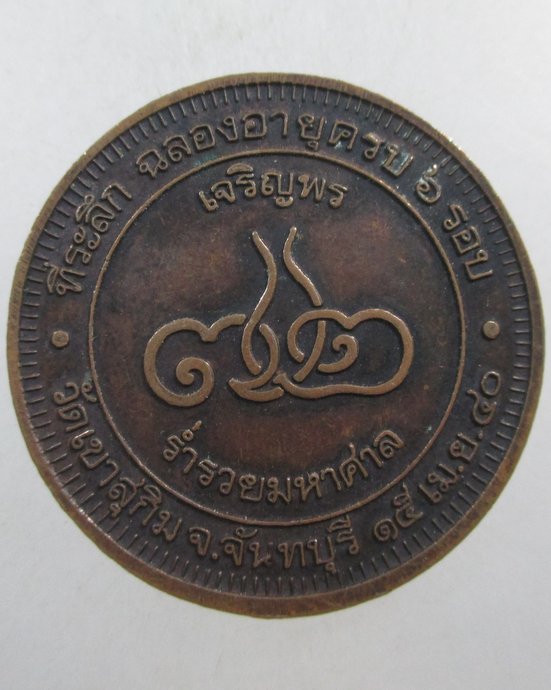 ที่ระลึก ฉลองอายุครบ ๖ รอบ
เจริญพร
๗๒
ร่ำรวยมหาศาล
วัดเขาสุกิม จ.จันทบุรี ๑๕ เม.ย.๔๐